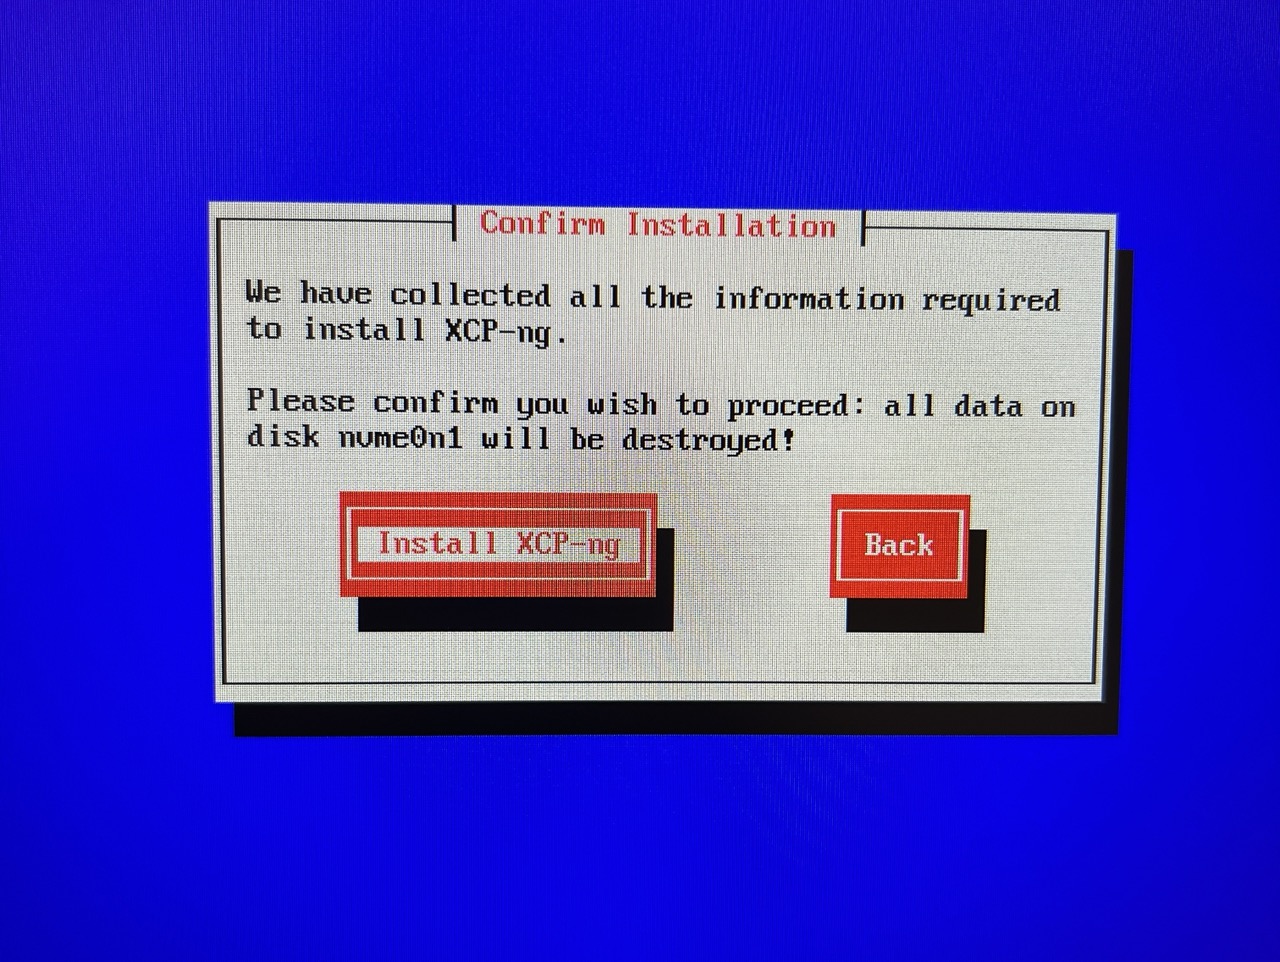 Confirm Installation
We have collected all the information required
to install XCP-ng.
Please confirm you wish to proceed: all data on
disk nvme0n1 will be destroyed!
Install XCP-ng
Back